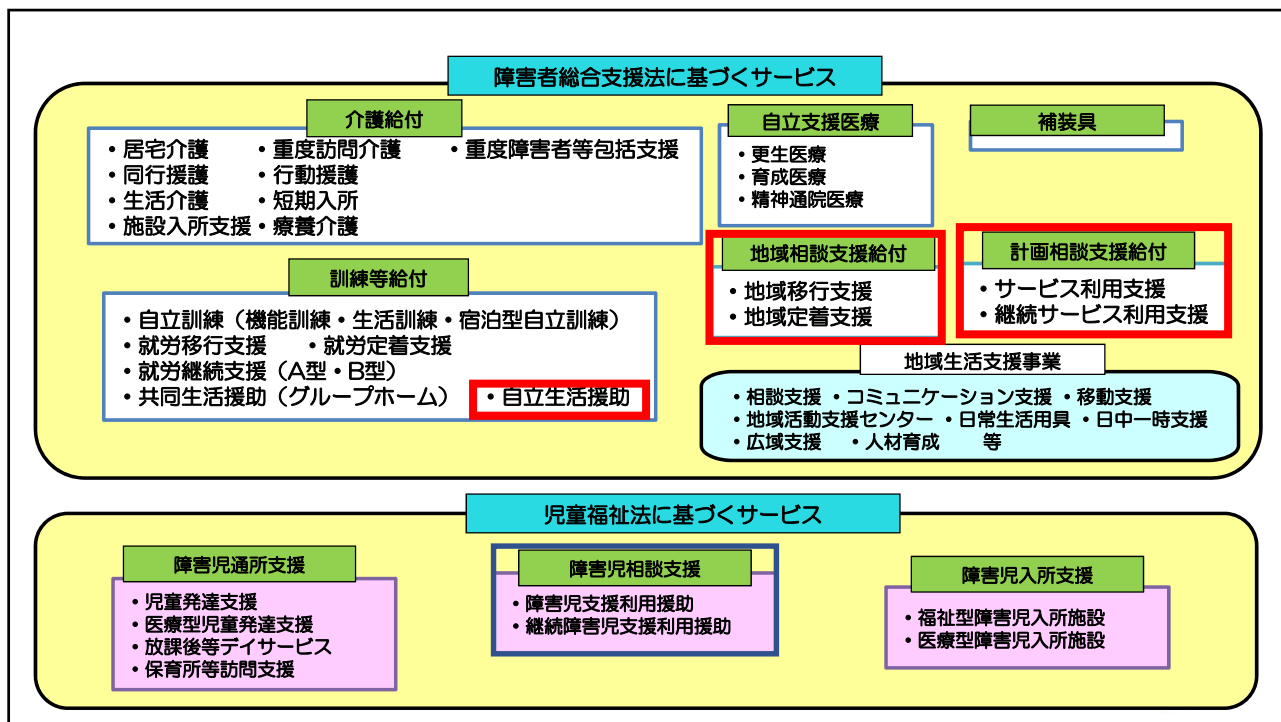 障害者総合支援法に基づくサービス
介護給付
・居宅介護 ・重度訪問介護 ・重度障害者等包括支援
・同行援護 ・行動援護
・生活介護 ・短期入所
・施設入所支援 ・療養介護
自立支援医療
・更生医療
・育成医療
・精神通院医療
補装具
訓練等給付
・自立訓練（機能訓練・生活訓練・宿泊型自立訓練）
・就労移行支援 ・就労定着支援
・就労継続支援（A型・B型）
・共同生活援助（グループホーム） ・自立生活援助
地域相談支援給付
・地域移行支援
・地域定着支援
計画相談支援給付
・サービス利用支援
・継続サービス利用支援
地域生活支援事業
・相談支援 ・コミュニケーション支援 ・移動支援
・地域活動支援センター ・日常生活用具 ・日中一時支援
・広域支援 ・人材育成 等
児童福祉法に基づくサービス
障害児通所支援
・児童発達支援
・医療型児童発達支援
・放課後等デイサービス
・保育所等訪問支援
障害児相談支援
・障害児支援利用援助
・継続障害児支援利用援助
障害児入所支援
・福祉型障害児入所施設
・医療型障害児入所施設